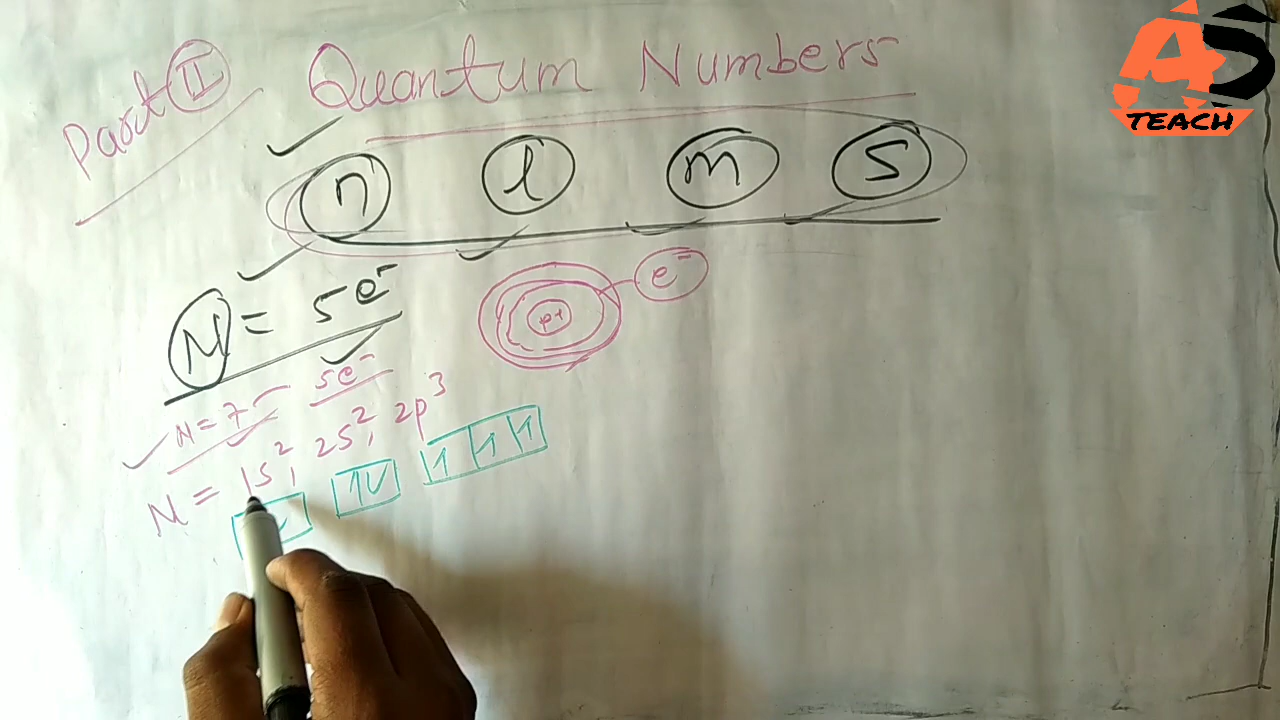 Part II Quantum Numbers
n l m s
N = 5e⁻
e⁻
p+
N = 7 5e⁻
N = 1s², 2s², 2p³
AS
TEACH